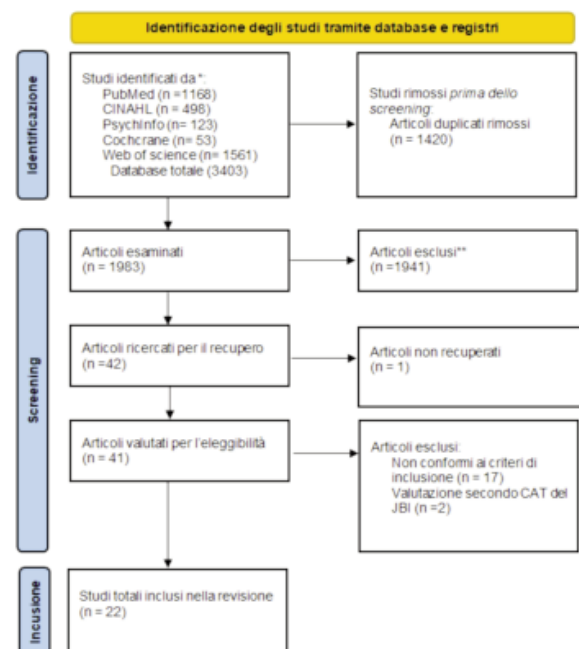 Identificazione degli studi tramite database e registri
Identificazione
Studi identificati da*:
PubMed (n =1168)
CINAHL (n = 498)
PsychInfo (n= 123)
Cochcrane (n= 53)
Web of science (n= 1561)
Database totale (3403)
Studi rimossi prima dello
screening:
Articoli duplicati rimossi
(n = 1420)
Screening
Articoli esaminati
(n = 1983)
Articoli esclusi**
(n =1941)
Articoli ricercati per il recupero
(n =42)
Articoli non recuperati
(n = 1)
Articoli valutati per l'eleggibilità
(n = 41)
Articoli esclusi:
Non conformi ai criteri di
inclusione (n = 17)
Valutazione secondo CAT del
JBI (n =2)
Incusione
Studi totali inclusi nella revisione
(n = 22)